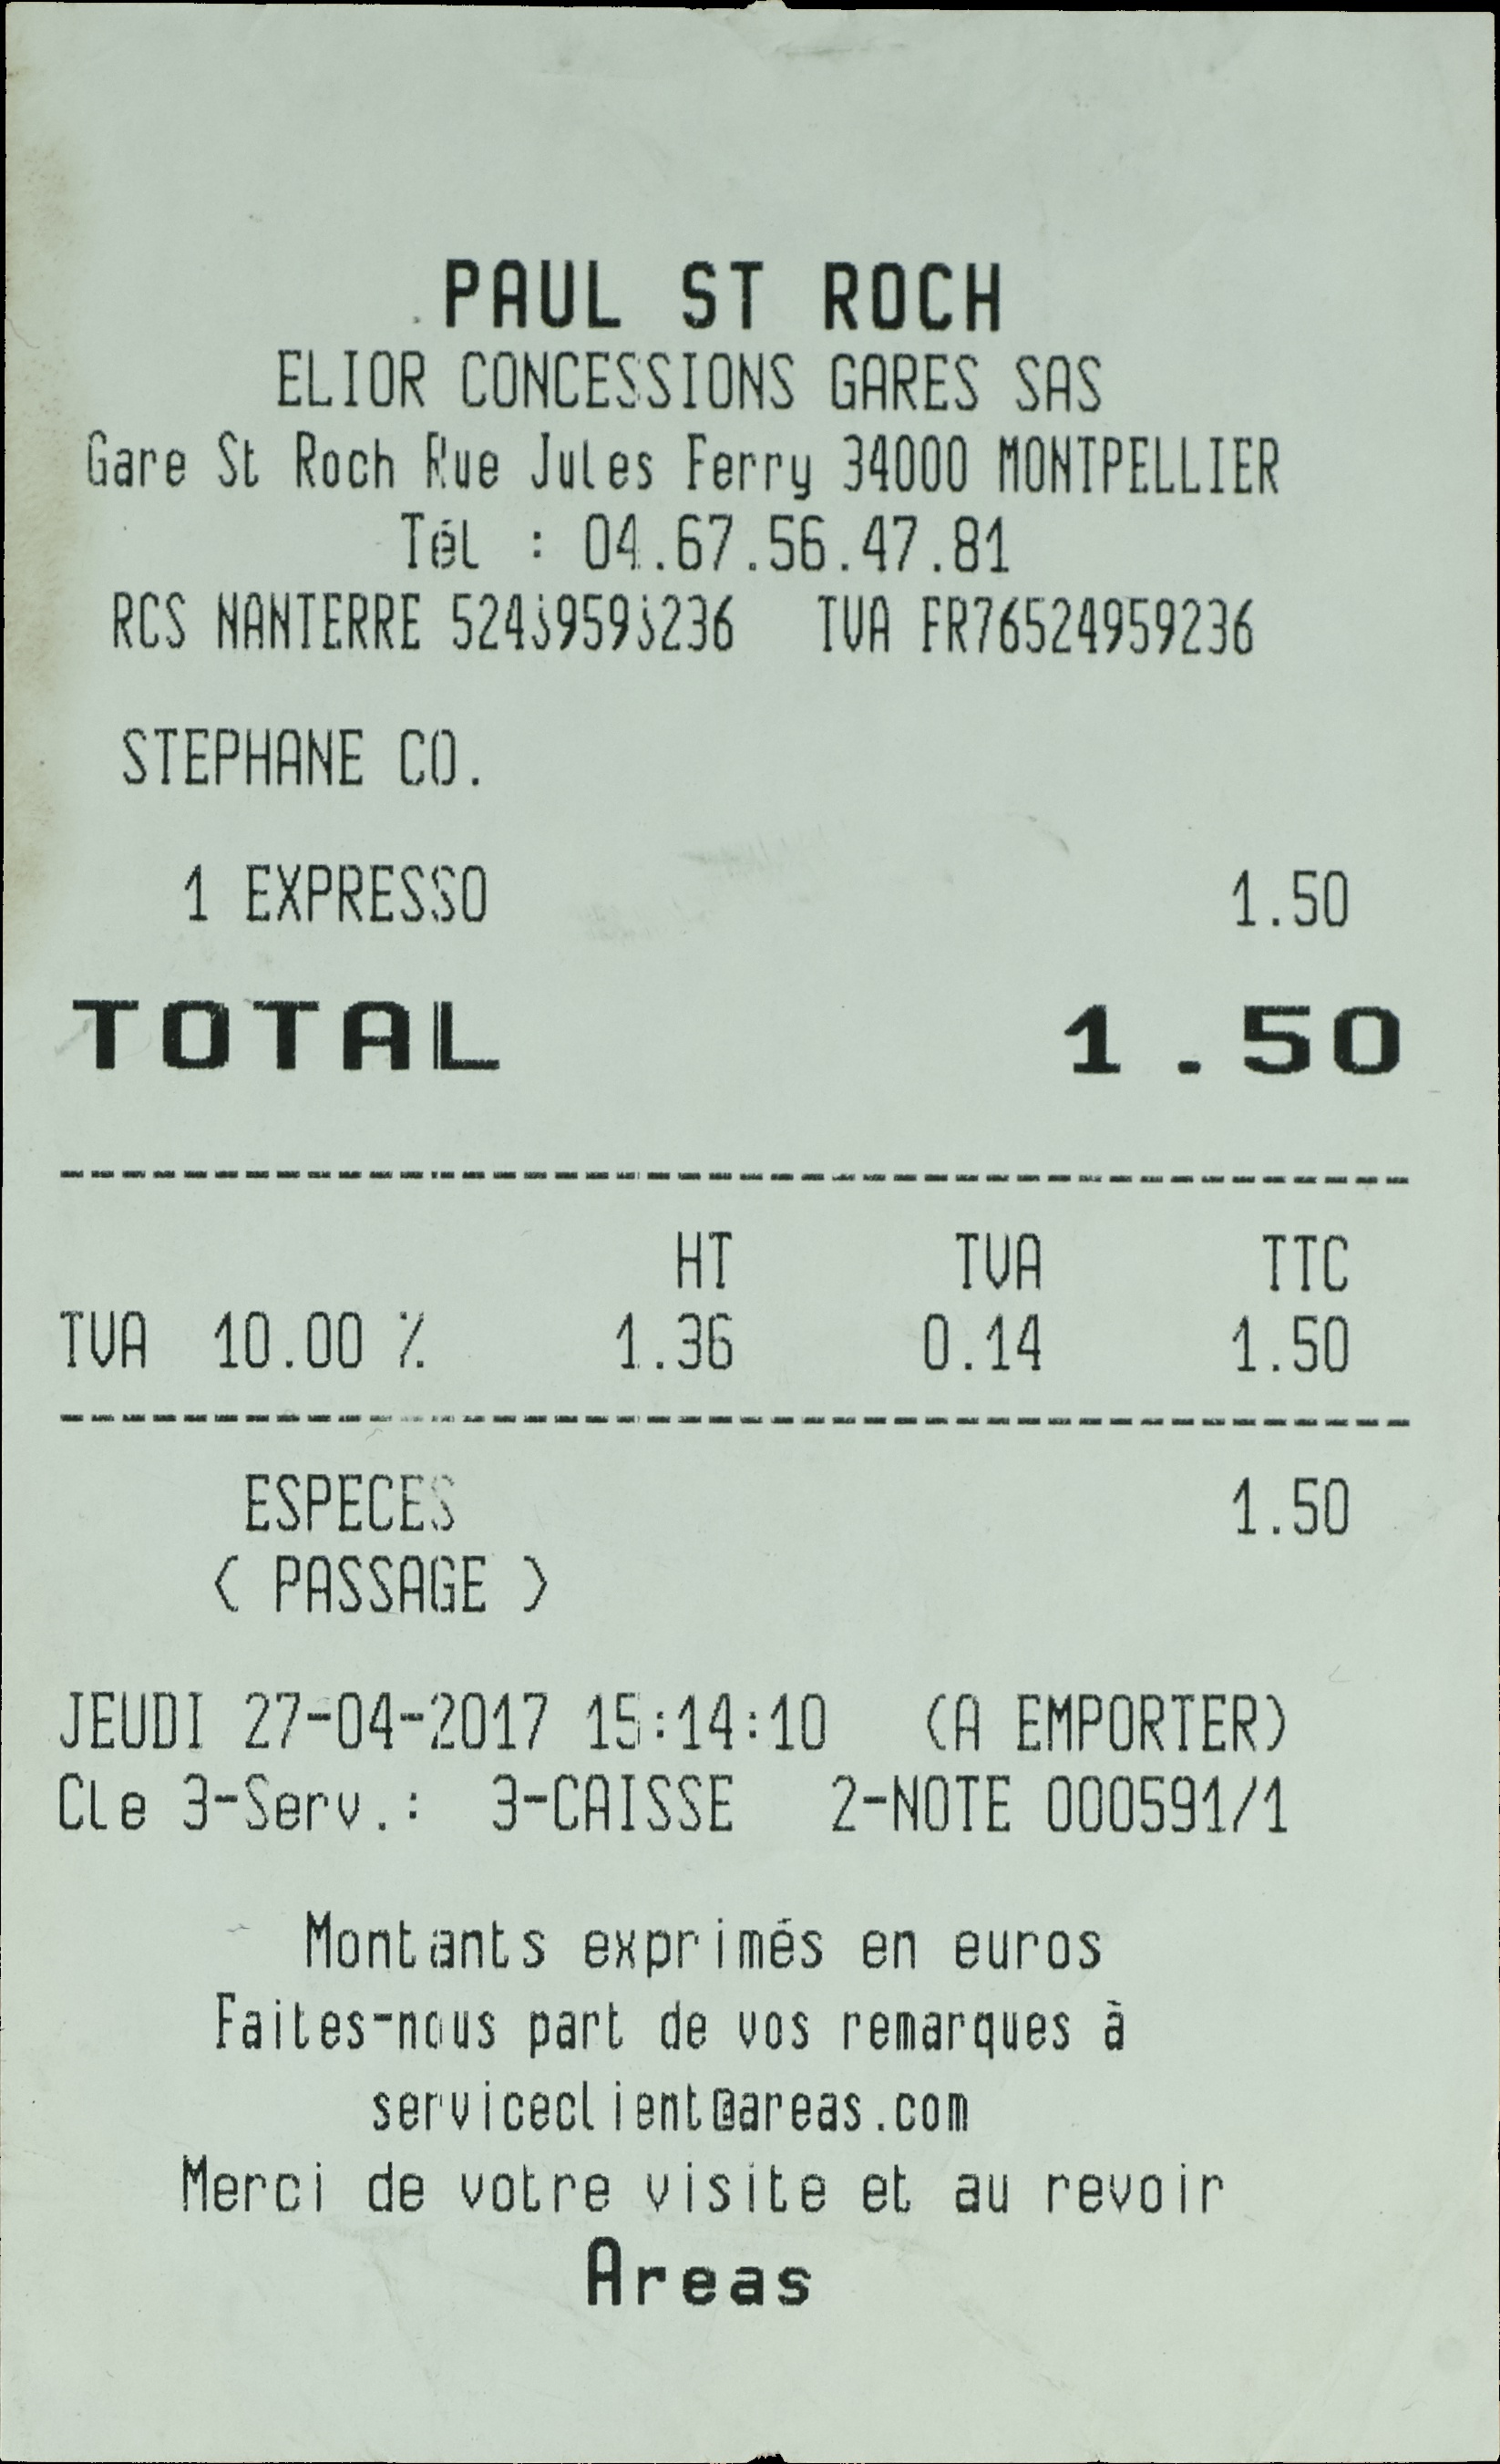 PAUL ST ROCH
ELIOR CONCESSIONS GARES SAS
Gare St Roch Rue Jules Ferry 34000 MONTPELLIER
Tél : 04.67.56.47.81
RCS NANTERRE 524j959j236 TVA FR76524959236
STEPHANE CO.
1 EXPRESSO 1.50
TOTAL 1.50
--------------------------------------------
HT TVA TTC
TVA 10.00 % 1.36 0.14 1.50
--------------------------------------------
ESPECES 1.50
( PASSAGE )
JEUDI 27-04-2017 15:14:10 (A EMPORTER)
Cle 3-Serv.: 3-CAISSE 2-NOTE 000591/1
Montants exprimés en euros
Faites-nous part de vos remarques à
serviceclient@areas.com
Merci de votre visite et au revoir
Areas